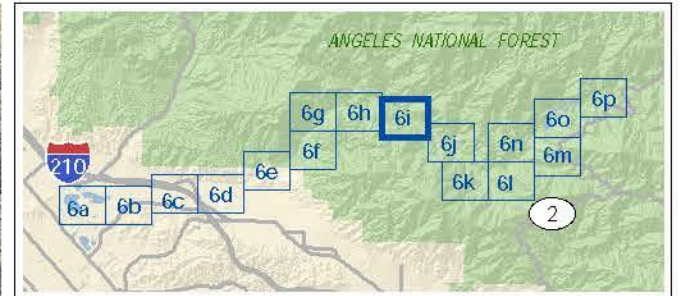 ANGELES NATIONAL FOREST
6p
6g 6h 6i 6o
6j 6n
6f 6m
6e
210
6k 6l
6a 6b 6c 6d
2